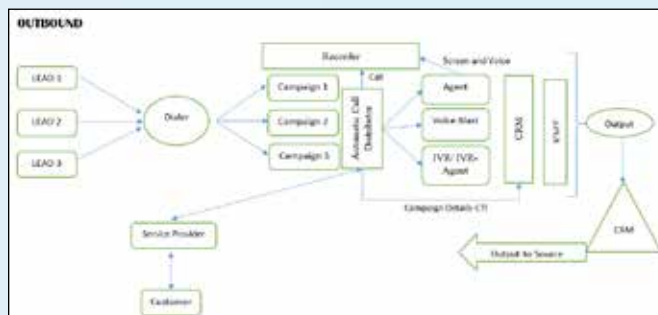 OUTBOUND
LEAD 1
LEAD 2
LEAD 3
Dialer
Campaign 1
Campaign 2
Campaign 3
Recorder
Call
Screen and Voice
Automatic Call
Distributor
Agent
Voice Blast
IVR/ IVR+
Agent
CRM
Output
Campaign Details-CTI
Service Provider
Customer
CRM
Output to Source